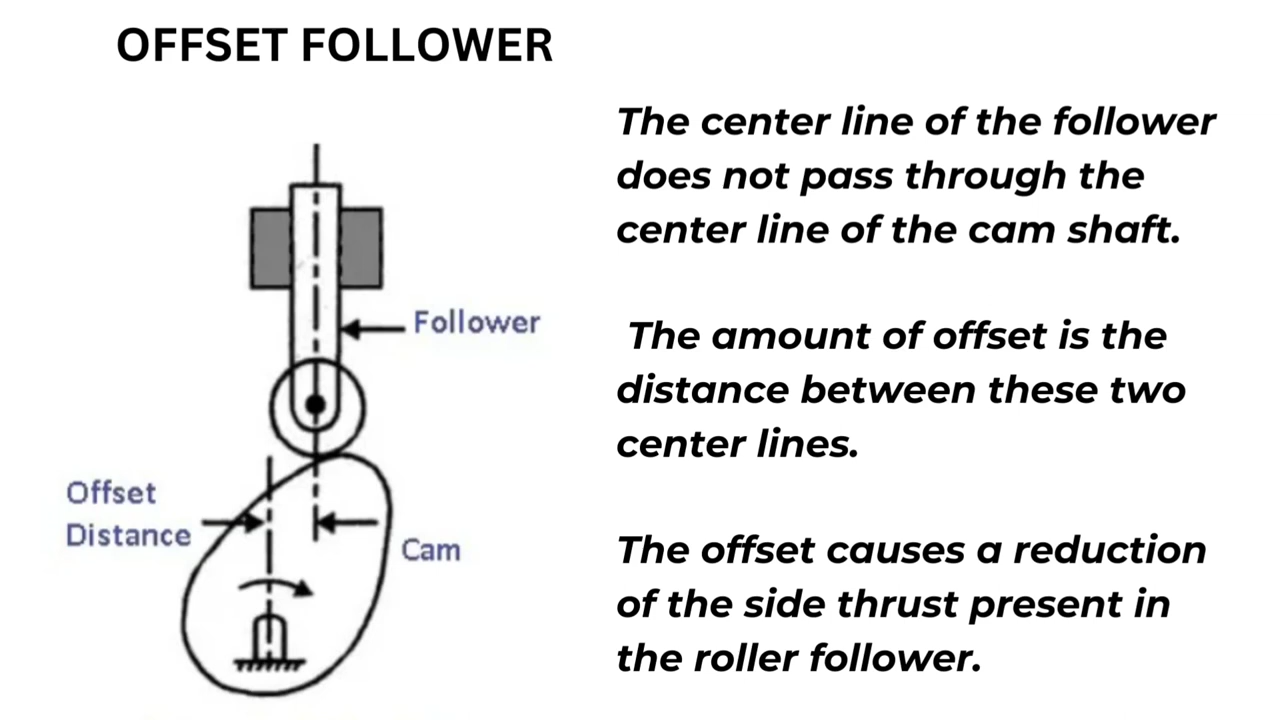 OFFSET FOLLOWER
The center line of the follower
does not pass through the
center line of the cam shaft.
The amount of offset is the
distance between these two
center lines.
The offset causes a reduction
of the side thrust present in
the roller follower.
Follower
Offset
Distance
Cam